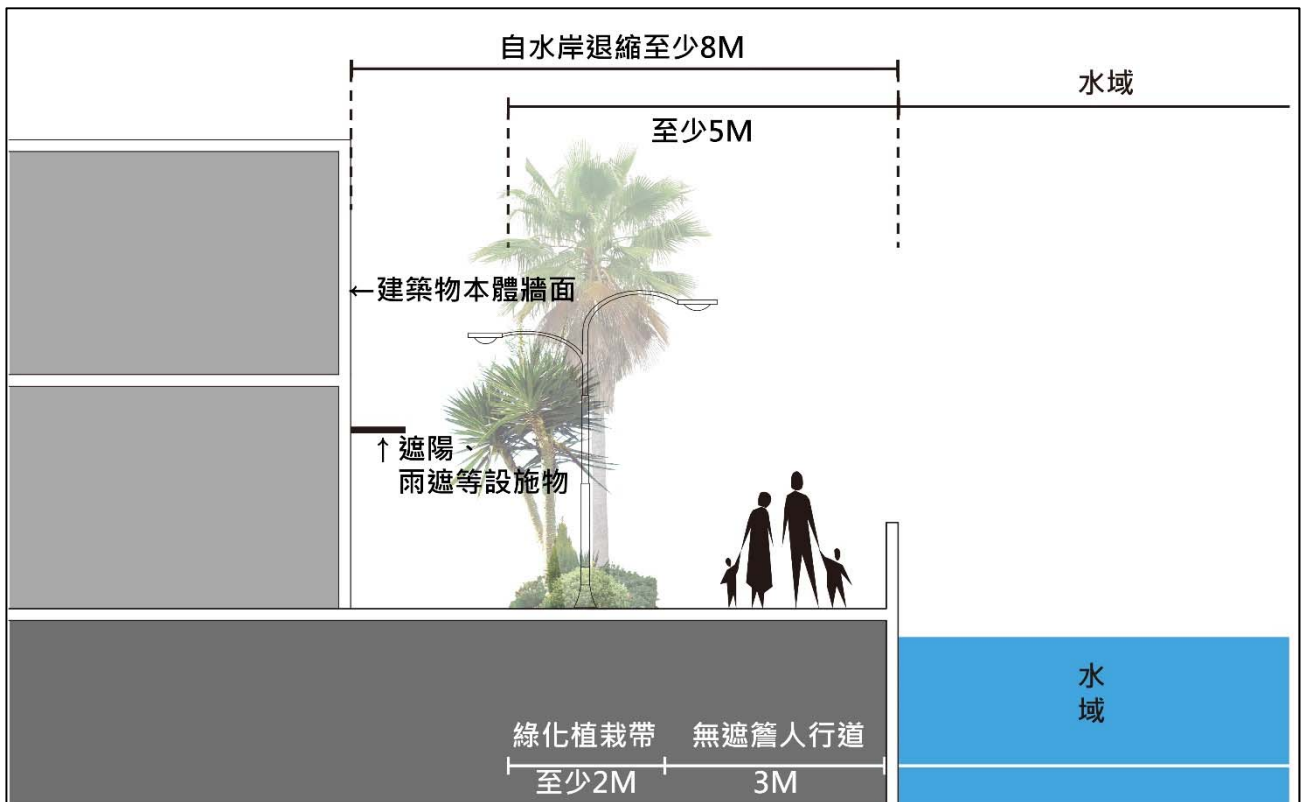 自水岸退縮至少8M
水域
至少5M
←建築物本體牆面
↑遮陽、
雨遮等設施物
水
域
綠化植栽帶
無遮簷人行道
至少2M
3M